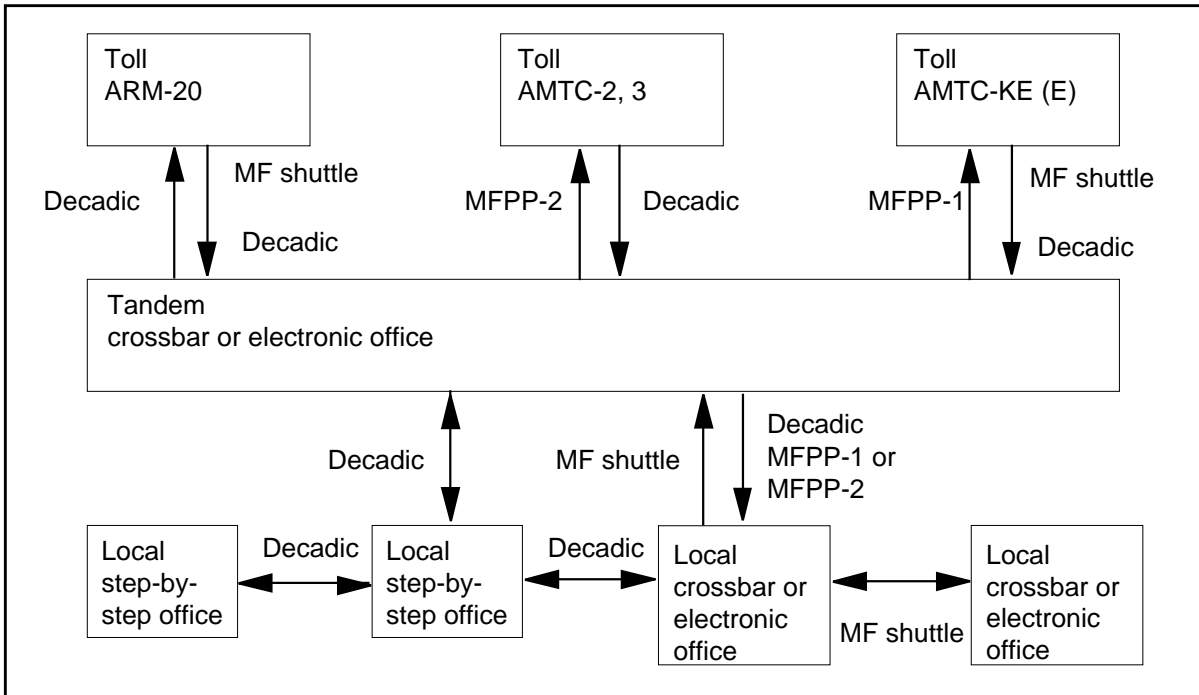 Toll
ARM-20
Toll
AMTC-2, 3
Toll
AMTC-KE (E)
Decadic
MF shuttle
Decadic
MFPP-2
Decadic
MFPP-1
MF shuttle
Decadic
Tandem
crossbar or electronic office
Decadic
MF shuttle
Decadic
MFPP-1 or
MFPP-2
Local
step-by-
step office
Decadic
Local
step-by-
step office
Decadic
Local
crossbar or
electronic
office
MF shuttle
Local
crossbar or
electronic
office